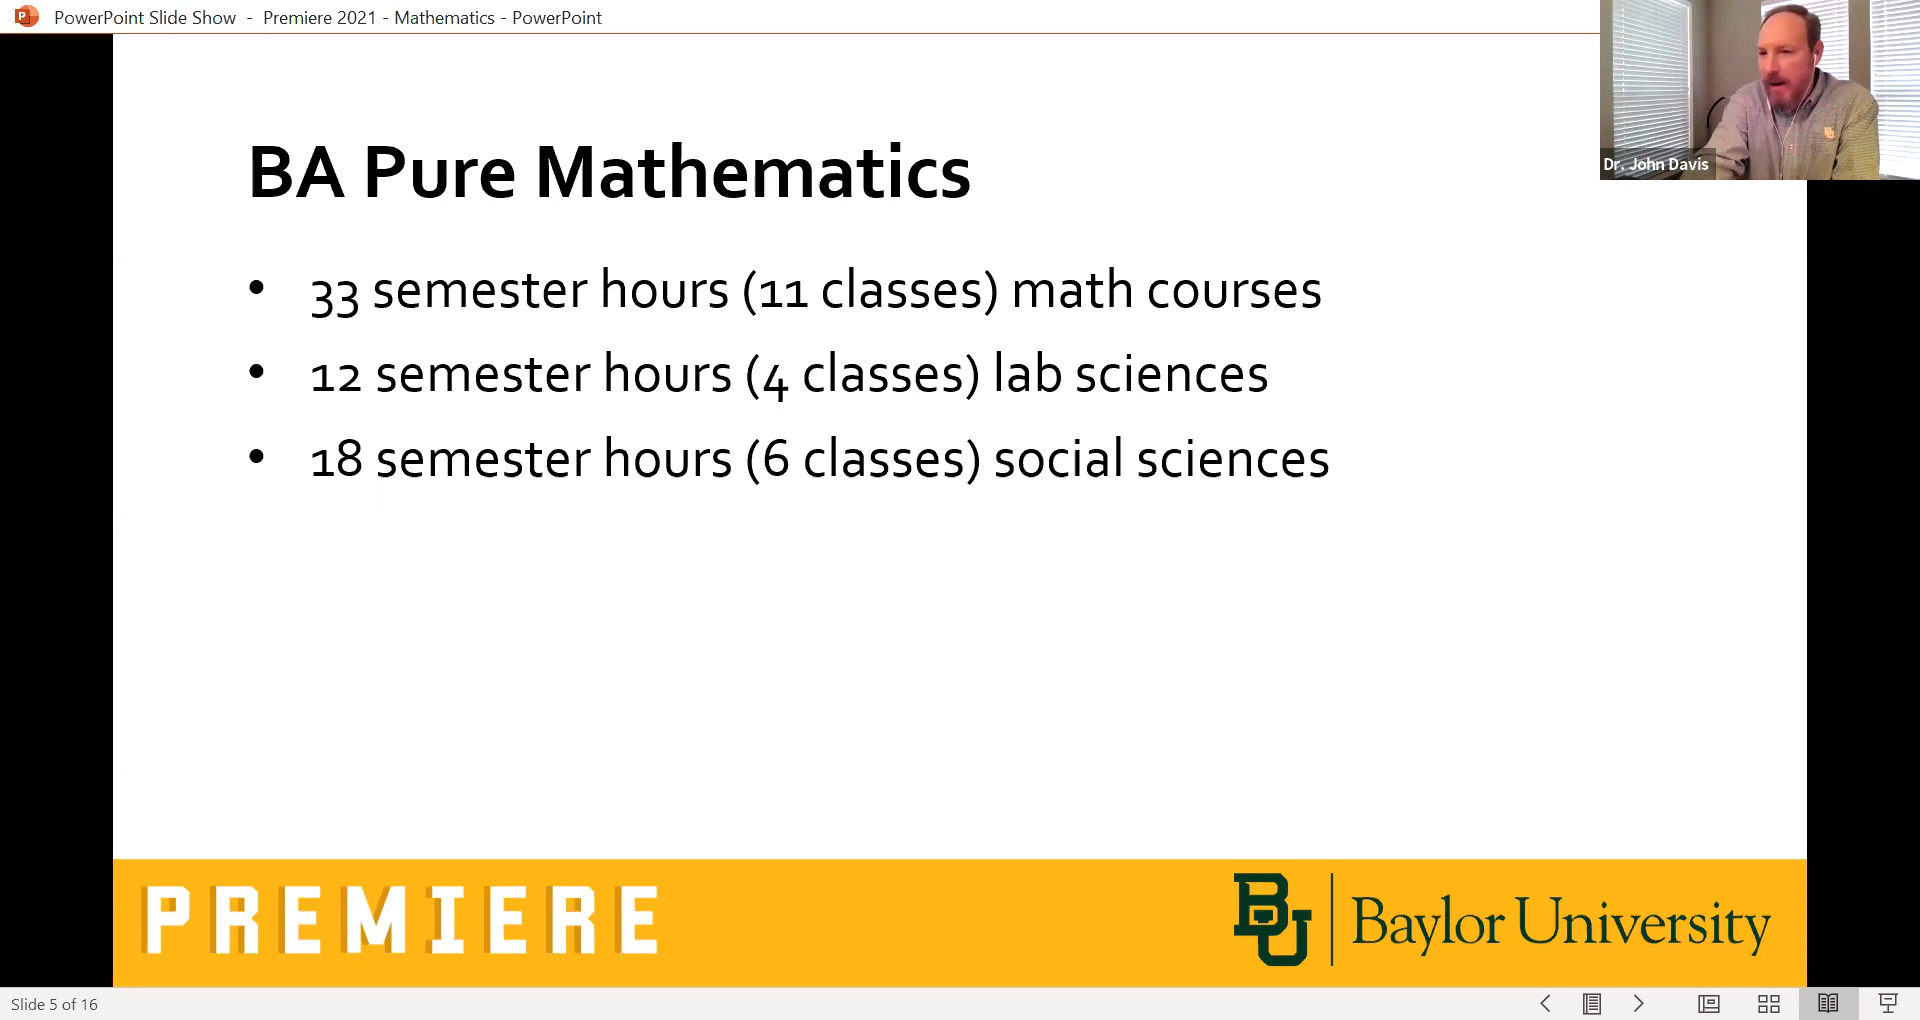 PowerPoint Slide Show - Premiere 2021 - Mathematics - PowerPoint
Dr. John Davis
BA Pure Mathematics
• 33 semester hours (11 classes) math courses
• 12 semester hours (4 classes) lab sciences
• 18 semester hours (6 classes) social sciences
PREMIERE
BU Baylor University
Slide 5 of 16